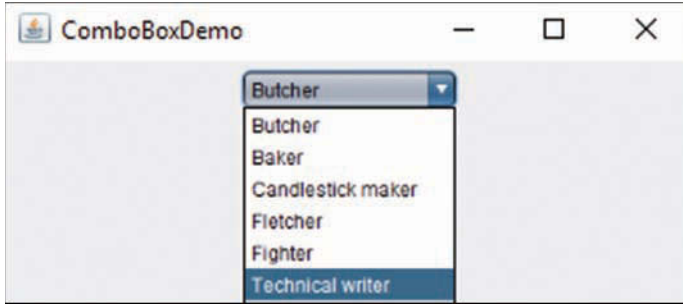 ComboBoxDemo
Butcher
Butcher
Baker
Candlestick maker
Fletcher
Fighter
Technical writer